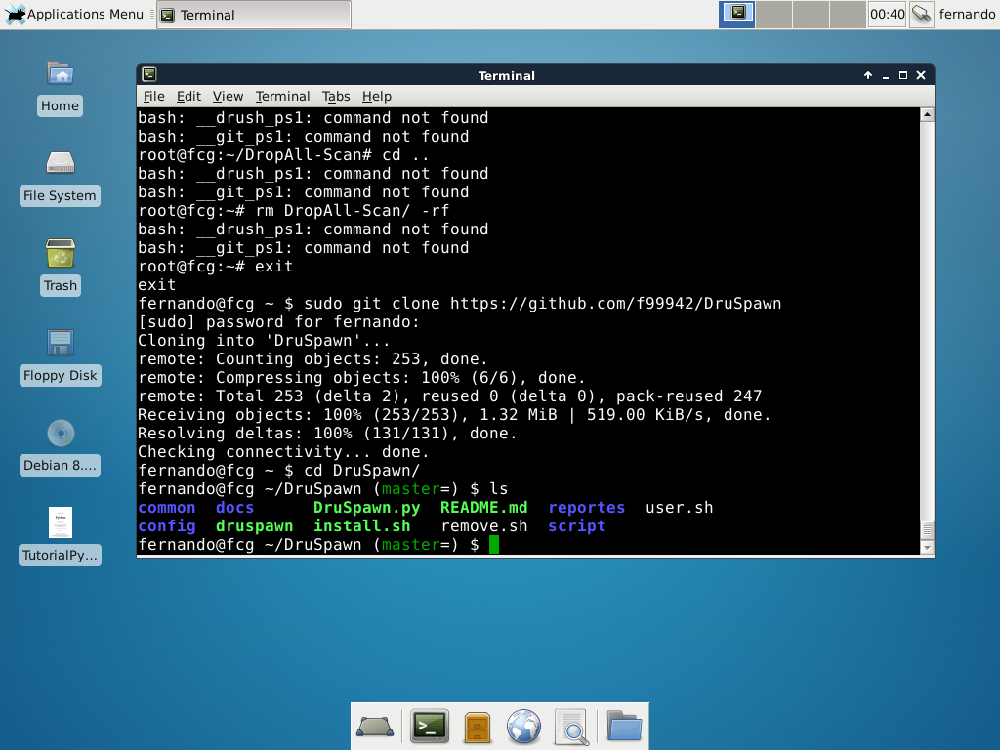 Applications Menu
Terminal
00:40
fernando
Home
File System
Trash
Floppy Disk
Debian 8....
TutorialPy...
Terminal
File Edit View Terminal Tabs Help
bash: __drush_ps1: command not found
bash: __git_ps1: command not found
root@fcg:~/DropAll-Scan# cd ..
bash: __drush_ps1: command not found
bash: __git_ps1: command not found
root@fcg:~# rm DropAll-Scan/ -rf
bash: __drush_ps1: command not found
bash: __git_ps1: command not found
root@fcg:~# exit
exit
fernando@fcg ~ $ sudo git clone https://github.com/f99942/DruSpawn
[sudo] password for fernando:
Cloning into 'DruSpawn'...
remote: Counting objects: 253, done.
remote: Compressing objects: 100% (6/6), done.
remote: Total 253 (delta 2), reused 0 (delta 0), pack-reused 247
Receiving objects: 100% (253/253), 1.32 MiB | 519.00 KiB/s, done.
Resolving deltas: 100% (131/131), done.
Checking connectivity... done.
fernando@fcg ~ $ cd DruSpawn/
fernando@fcg ~/DruSpawn (master=) $ ls
common docs DruSpawn.py README.md reportes user.sh
config druspawn install.sh remove.sh script
fernando@fcg ~/DruSpawn (master=) $